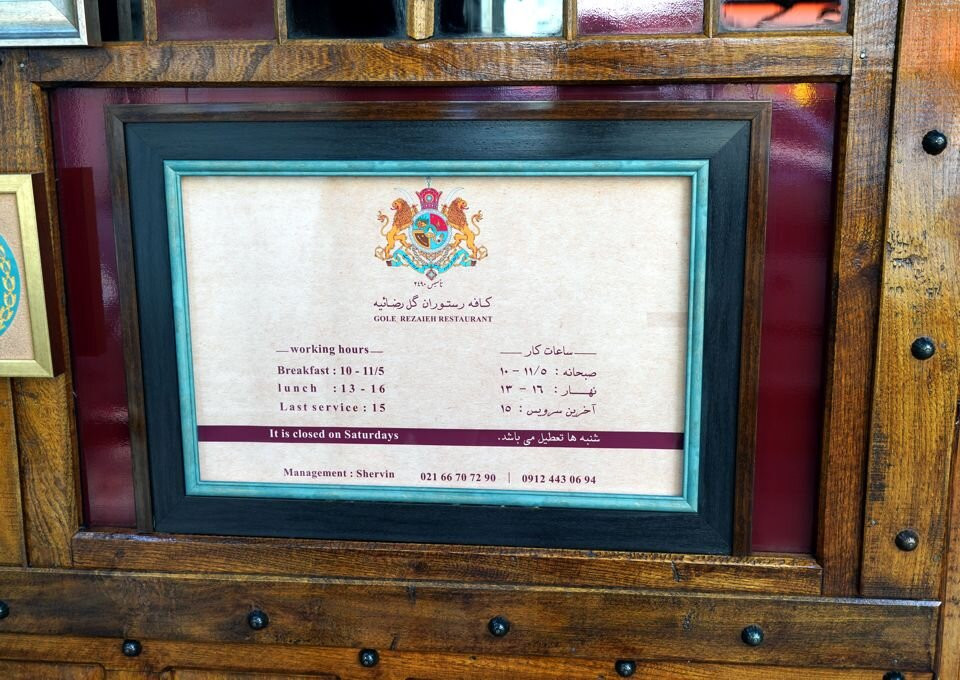 تاسیس ۲۴۹۰
کافه رستوران گل رضائیه
GOLE REZAIEH RESTAURANT
working hours
Breakfast : 10 - 11/5
lunch : 13 - 16
Last service : 15
ساعات کار
صبحانه : ۱۱/۵ - ۱۰
نهار : ۱۶ - ۱۳
آخرین سرویس : ۱۵
It is closed on Saturdays
شنبه ها تعطیل می باشد.
Management : Shervin 021 66 70 72 90 | 0912 443 06 94